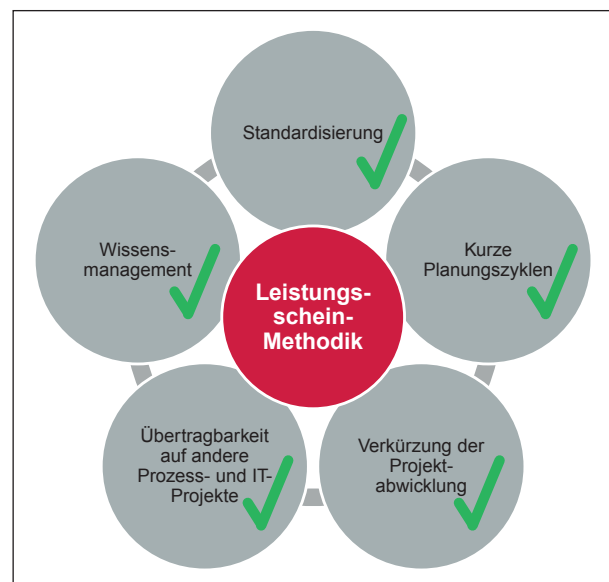 Standardisierung
Wissens-
management
Kurze
Planungszyklen
Leistungs-
schein-
Methodik
Übertragbarkeit
auf andere
Prozess- und IT-
Projekte
Verkürzung der
Projekt-
abwicklung